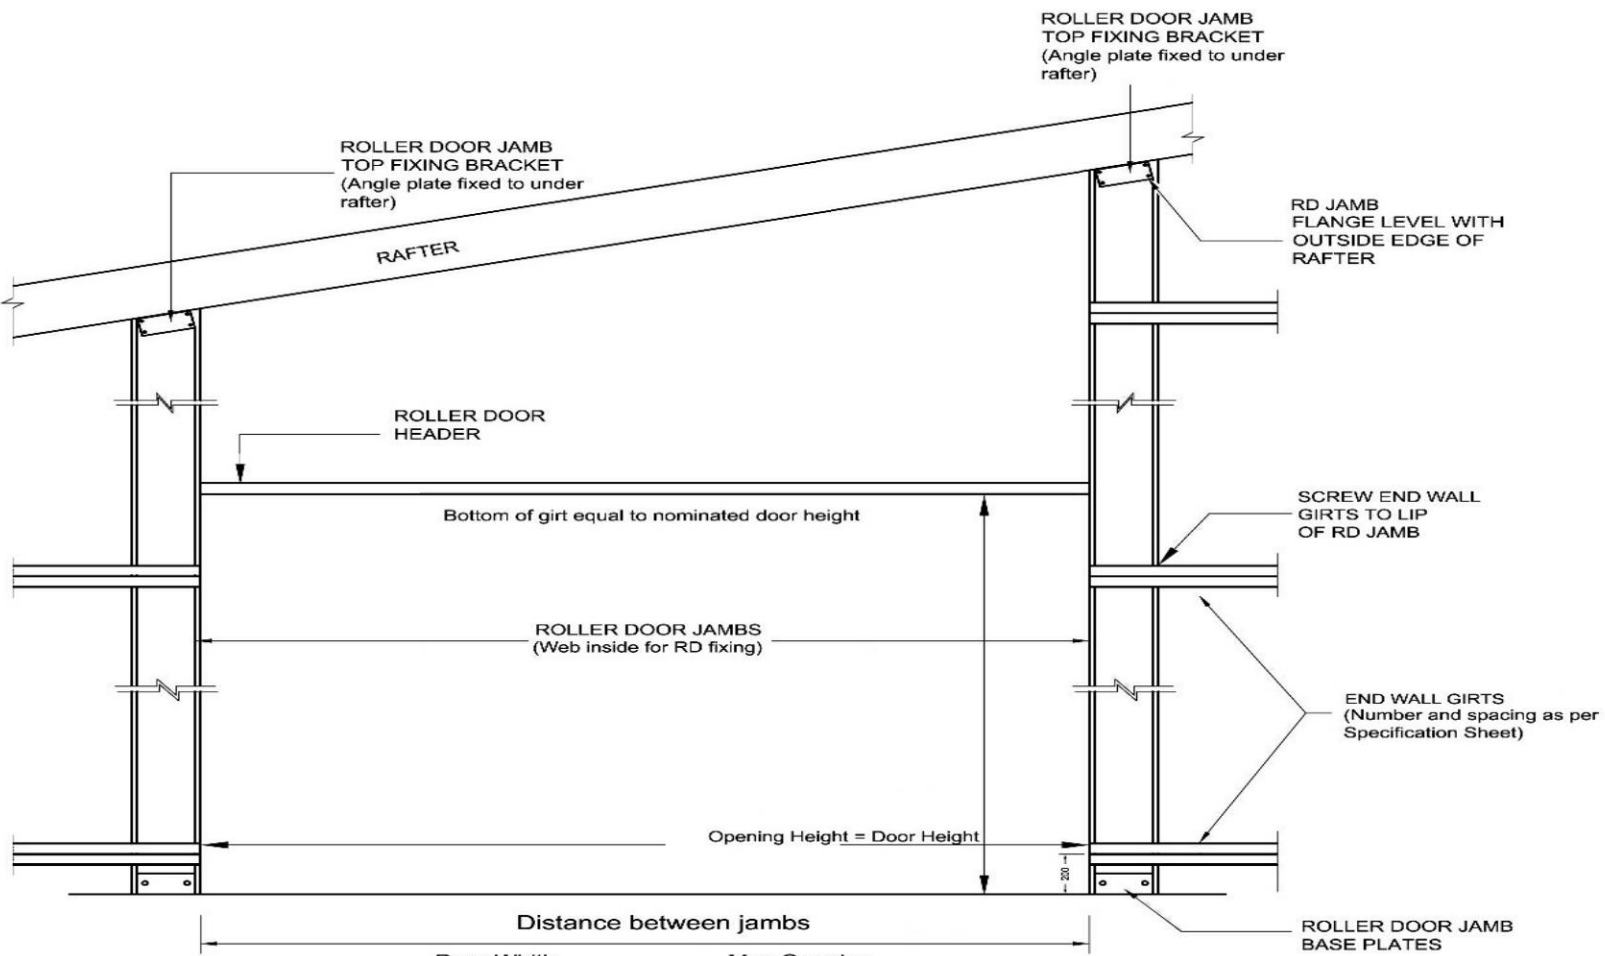 ROLLER DOOR JAMB
TOP FIXING BRACKET
(Angle plate fixed to under
rafter)
ROLLER DOOR JAMB
TOP FIXING BRACKET
(Angle plate fixed to under
rafter)
RD JAMB
FLANGE LEVEL WITH
OUTSIDE EDGE OF
RAFTER
RAFTER
ROLLER DOOR
HEADER
Bottom of girt equal to nominated door height
SCREW END WALL
GIRTS TO LIP
OF RD JAMB
ROLLER DOOR JAMBS
(Web inside for RD fixing)
END WALL GIRTS
(Number and spacing as per
Specification Sheet)
Opening Height = Door Height
200
Distance between jambs
ROLLER DOOR JAMB
BASE PLATES